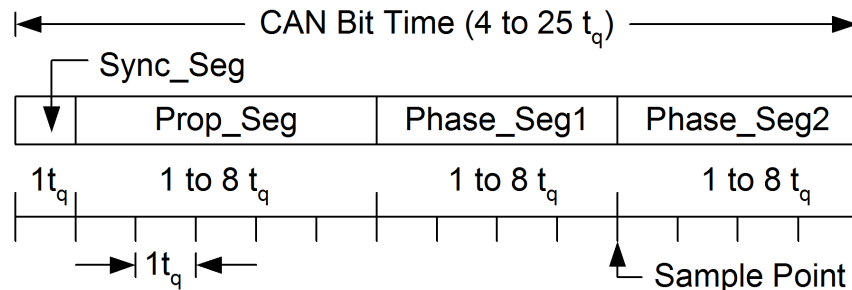 CAN Bit Time (4 to 25 tq)
Sync_Seg
Prop_Seg Phase_Seg1 Phase_Seg2
1tq 1 to 8 tq 1 to 8 tq 1 to 8 tq
1tq
Sample Point